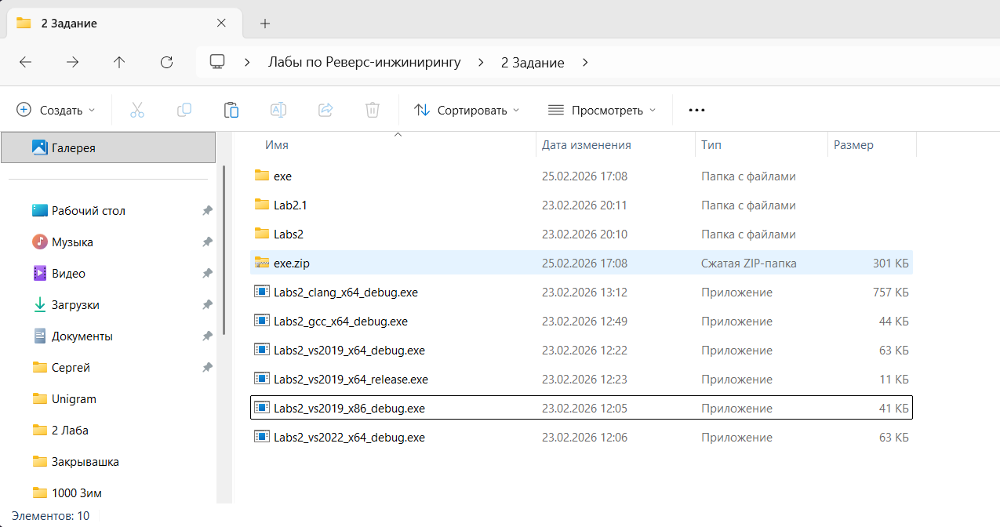 2 Задание
Лабы по Реверс-инжинирингу 2 Задание
Создать Сортировать Просмотреть
Галерея
Рабочий стол
Музыка
Видео
Загрузки
Документы
Сергей
Unigram
2 Лаба
Закрывашка
1000 Зим
Имя Дата изменения Тип Размер
exe 25.02.2026 17:08 Папка с файлами
Lab2.1 23.02.2026 20:11 Папка с файлами
Labs2 23.02.2026 20:10 Папка с файлами
exe.zip 25.02.2026 17:08 Сжатая ZIP-папка 301 КБ
Labs2_clang_x64_debug.exe 23.02.2026 13:12 Приложение 757 КБ
Labs2_gcc_x64_debug.exe 23.02.2026 12:49 Приложение 44 КБ
Labs2_vs2019_x64_debug.exe 23.02.2026 12:22 Приложение 63 КБ
Labs2_vs2019_x64_release.exe 23.02.2026 12:23 Приложение 11 КБ
Labs2_vs2019_x86_debug.exe 23.02.2026 12:05 Приложение 41 КБ
Labs2_vs2022_x64_debug.exe 23.02.2026 12:06 Приложение 63 КБ
Элементов: 10